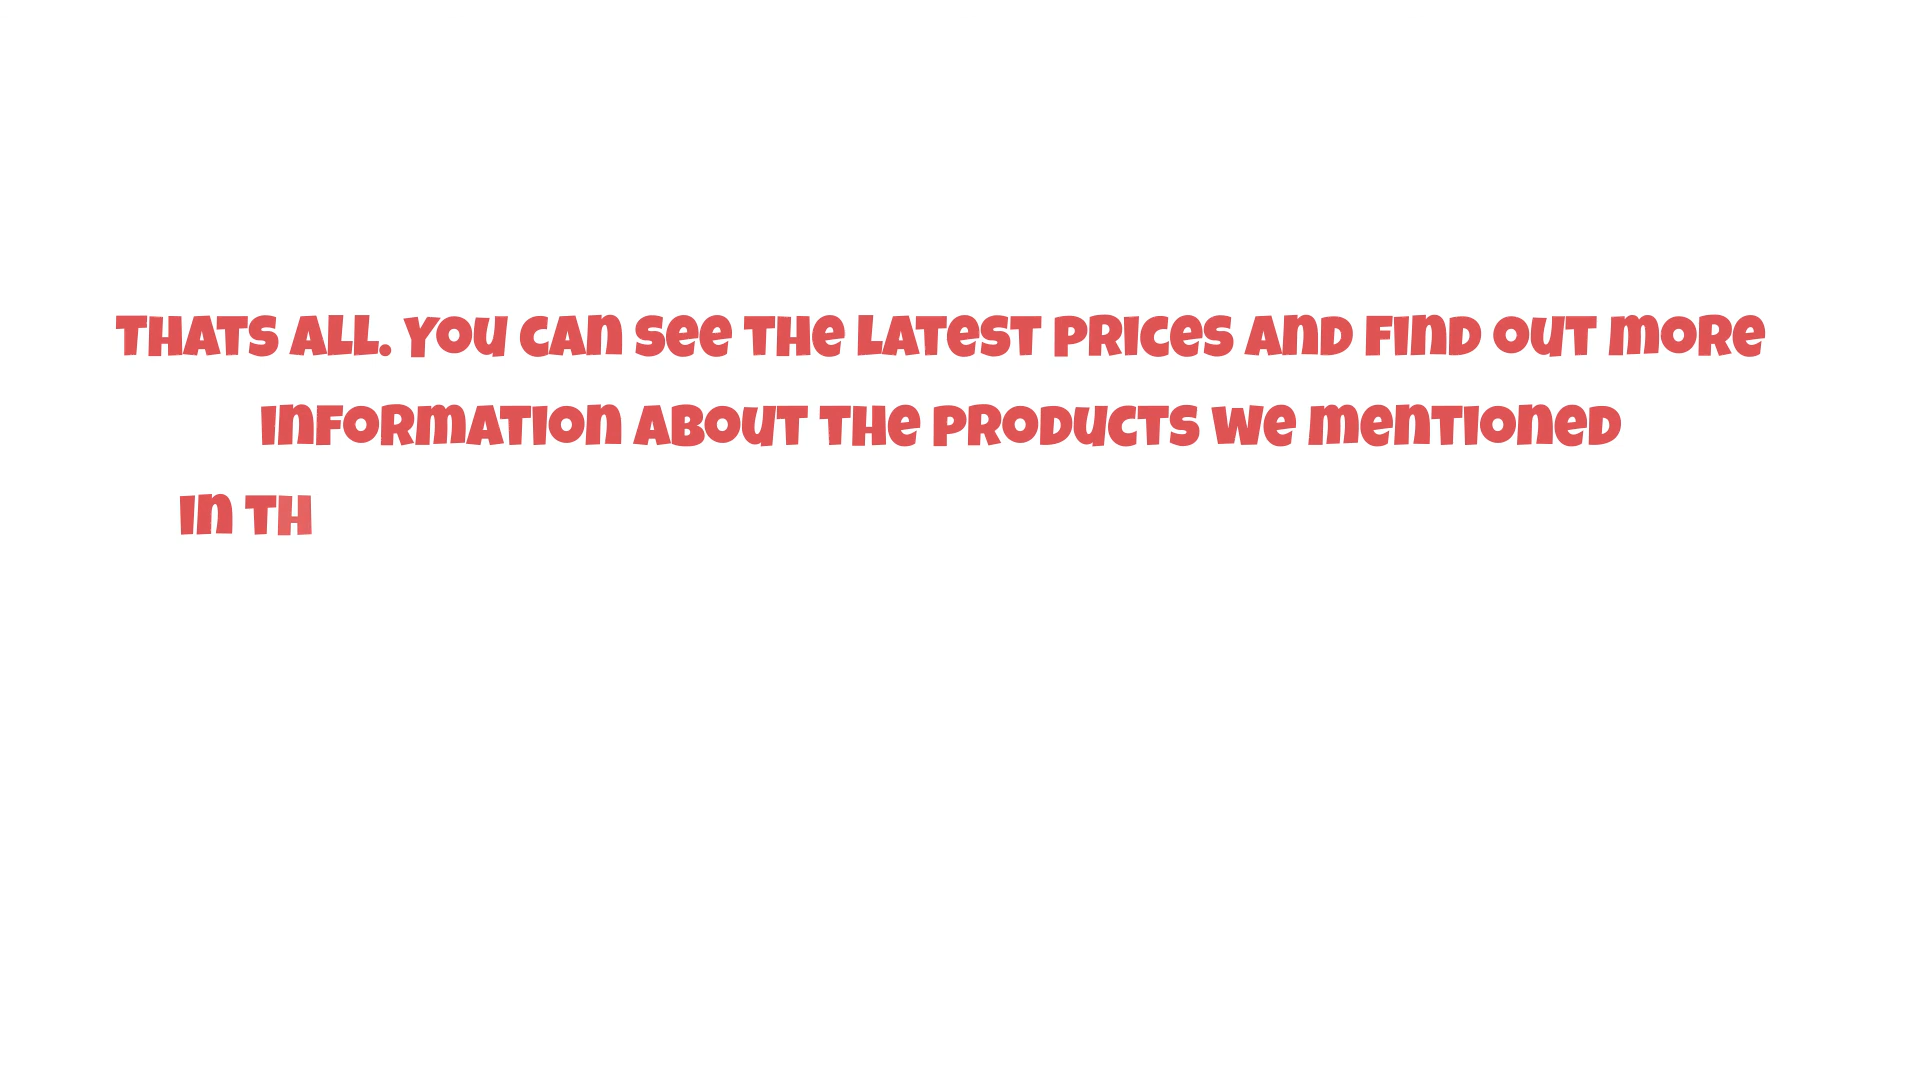 THATS ALL. YOU CAN SEE THE LATEST PRICES AND FIND OUT MORE
INFORMATION ABOUT THE PRODUCTS WE MENTIONED
IN TH